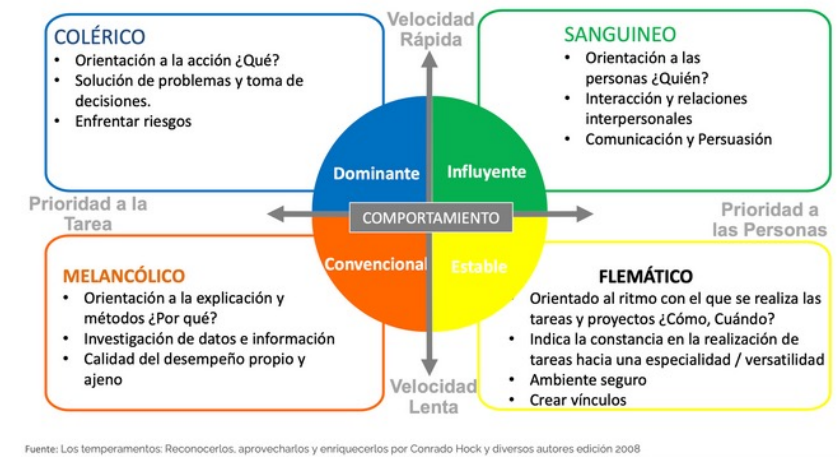 Velocidad
Rápida
COLÉRICO
• Orientación a la acción ¿Qué?
• Solución de problemas y toma de
decisiones.
• Enfrentar riesgos
SANGUINEO
• Orientación a las
personas ¿Quién?
• Interacción y relaciones
interpersonales
• Comunicación y Persuasión
Dominante
Influyente
Prioridad a la
Tarea
COMPORTAMIENTO
Prioridad a
las Personas
Convencional
Estable
MELANCÓLICO
• Orientación a la explicación y
métodos ¿Por qué?
• Investigación de datos e información
• Calidad del desempeño propio y
ajeno
FLEMÁTICO
• Orientado al ritmo con el que se realiza las
tareas y proyectos ¿Cómo, Cuándo?
• Indica la constancia en la realización de
tareas hacia una especialidad / versatilidad
• Ambiente seguro
• Crear vínculos
Velocidad
Lenta
Fuente: Los temperamentos: Reconocerlos, aprovecharlos y enriquecerlos por Conrado Hock y diversos autores edición 2008